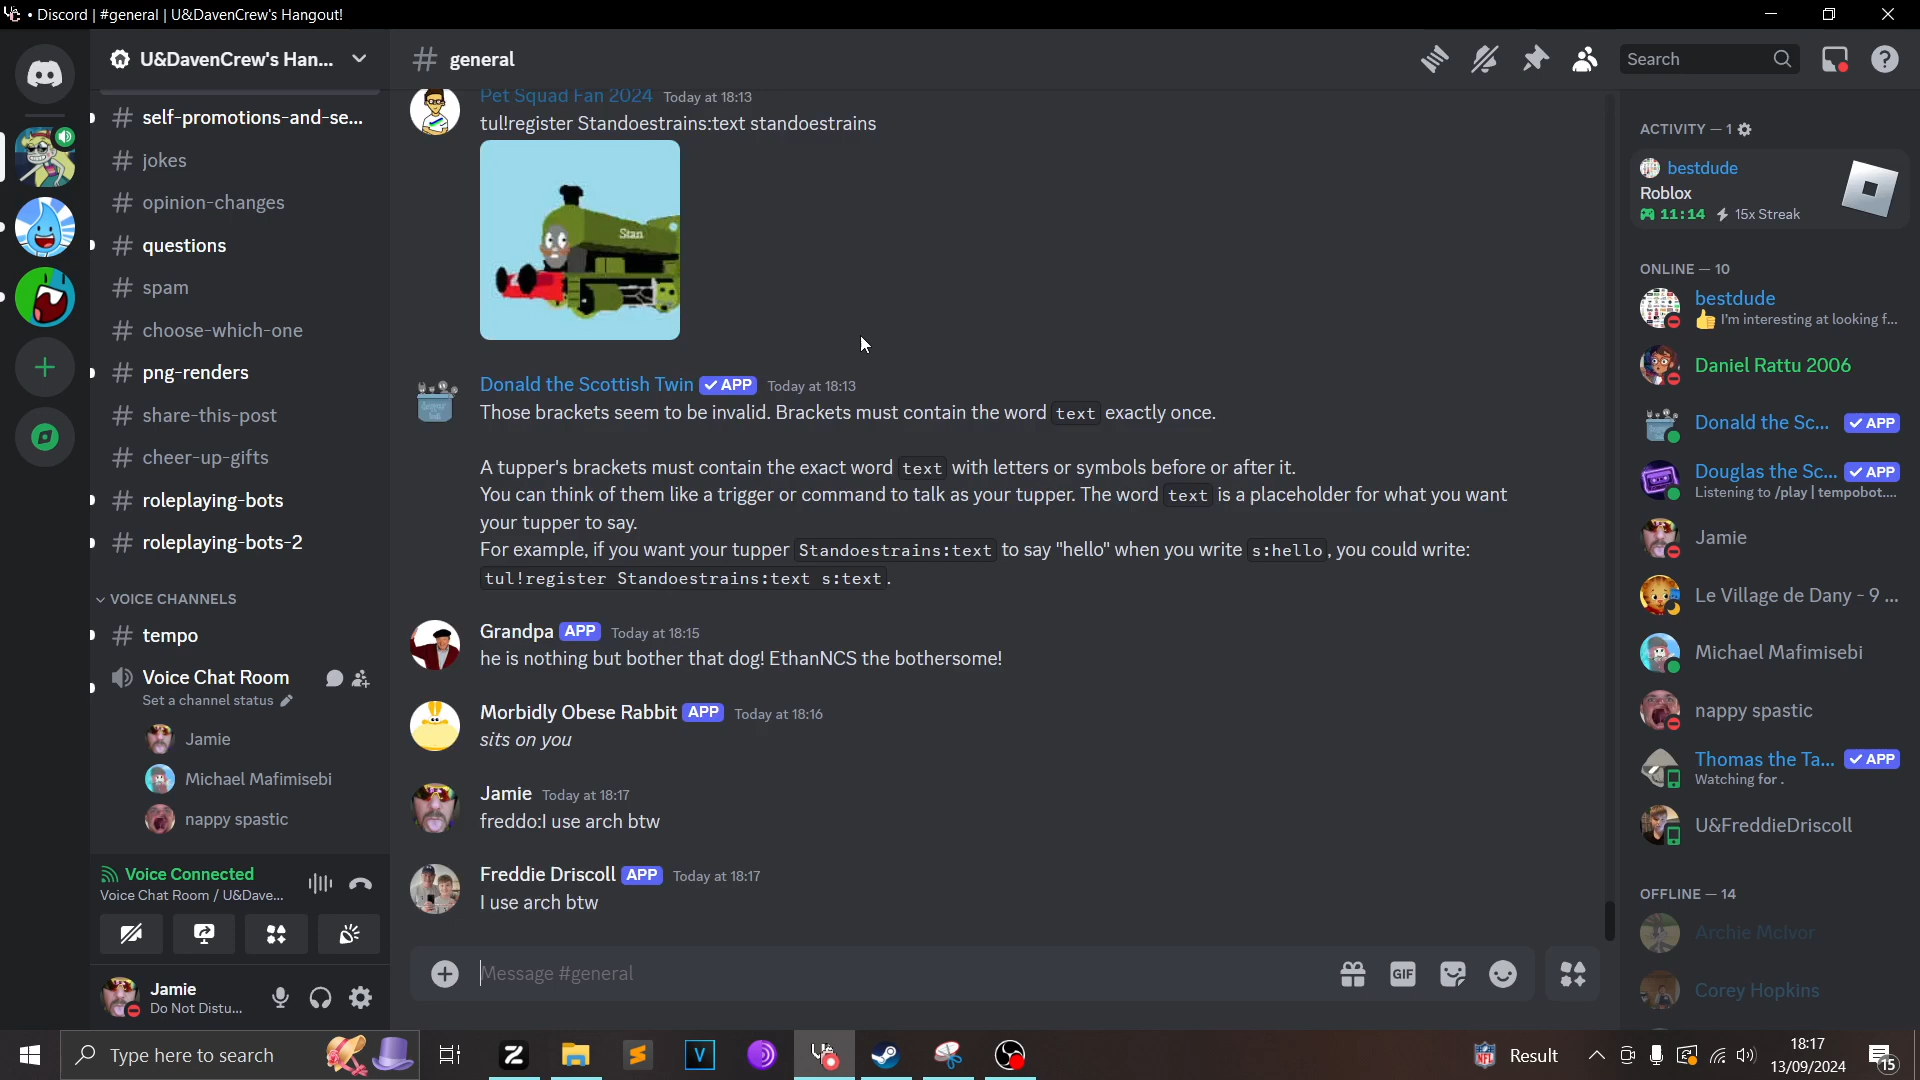 • Discord | #general | U&DavenCrew's Hangout!
U&DavenCrew's Han...
general
Search
self-promotions-and-se...
jokes
opinion-changes
questions
spam
choose-which-one
png-renders
share-this-post
cheer-up-gifts
roleplaying-bots
roleplaying-bots-2
VOICE CHANNELS
tempo
Voice Chat Room
Set a channel status
Jamie
Michael Mafimisebi
nappy spastic
Voice Connected
Voice Chat Room / U&Dave...
Jamie
Do Not Distu...
Pet Squad Fan 2024 Today at 18:13
tul!register Standoestrains:text standoestrains
Stan
Donald the Scottish Twin ✓ APP Today at 18:13
Those brackets seem to be invalid. Brackets must contain the word text exactly once.
A tupper's brackets must contain the exact word text with letters or symbols before or after it.
You can think of them like a trigger or command to talk as your tupper. The word text is a placeholder for what you want
your tupper to say.
For example, if you want your tupper Standoestrains:text to say "hello" when you write s:hello, you could write:
tul!register Standoestrains:text s:text.
Grandpa APP Today at 18:15
he is nothing but bother that dog! EthanNCS the bothersome!
Morbidly Obese Rabbit APP Today at 18:16
sits on you
Jamie Today at 18:17
freddo:I use arch btw
Freddie Driscoll APP Today at 18:17
I use arch btw
Message #general
GIF
ACTIVITY — 1
bestdude
Roblox
11:14 15x Streak
ONLINE — 10
bestdude
I'm interesting at looking f...
Daniel Rattu 2006
Donald the Sc... ✓ APP
Douglas the Sc... ✓ APP
Listening to /play | tempobot....
Jamie
Le Village de Dany - 9 ...
Michael Mafimisebi
nappy spastic
Thomas the Ta... ✓ APP
Watching for .
U&FreddieDriscoll
OFFLINE — 14
Archie McIvor
Corey Hopkins
Type here to search
Result
18:17
13/09/2024
15